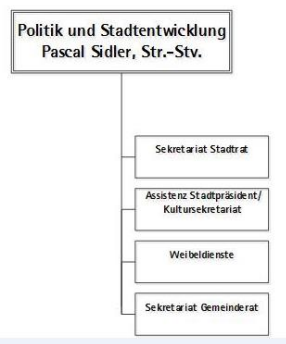 Politik und Stadtentwicklung
Pascal Sidler, Str.-Stv.
Sekretariat Stadtrat
Assistenz Stadtpräsident/
Kultursekretariat
Weibeldienste
Sekretariat Gemeinderat